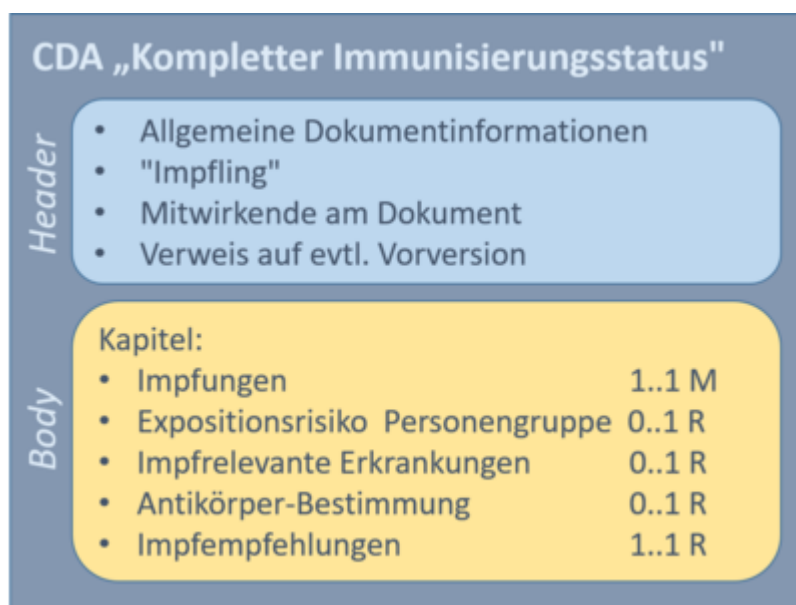 CDA „Kompletter Immunisierungsstatus"
Header
• Allgemeine Dokumentinformationen
• "Impfling"
• Mitwirkende am Dokument
• Verweis auf evtl. Vorversion
Body
Kapitel:
• Impfungen 1..1 M
• Expositionsrisiko Personengruppe 0..1 R
• Impfrelevante Erkrankungen 0..1 R
• Antikörper-Bestimmung 0..1 R
• Impfempfehlungen 1..1 R